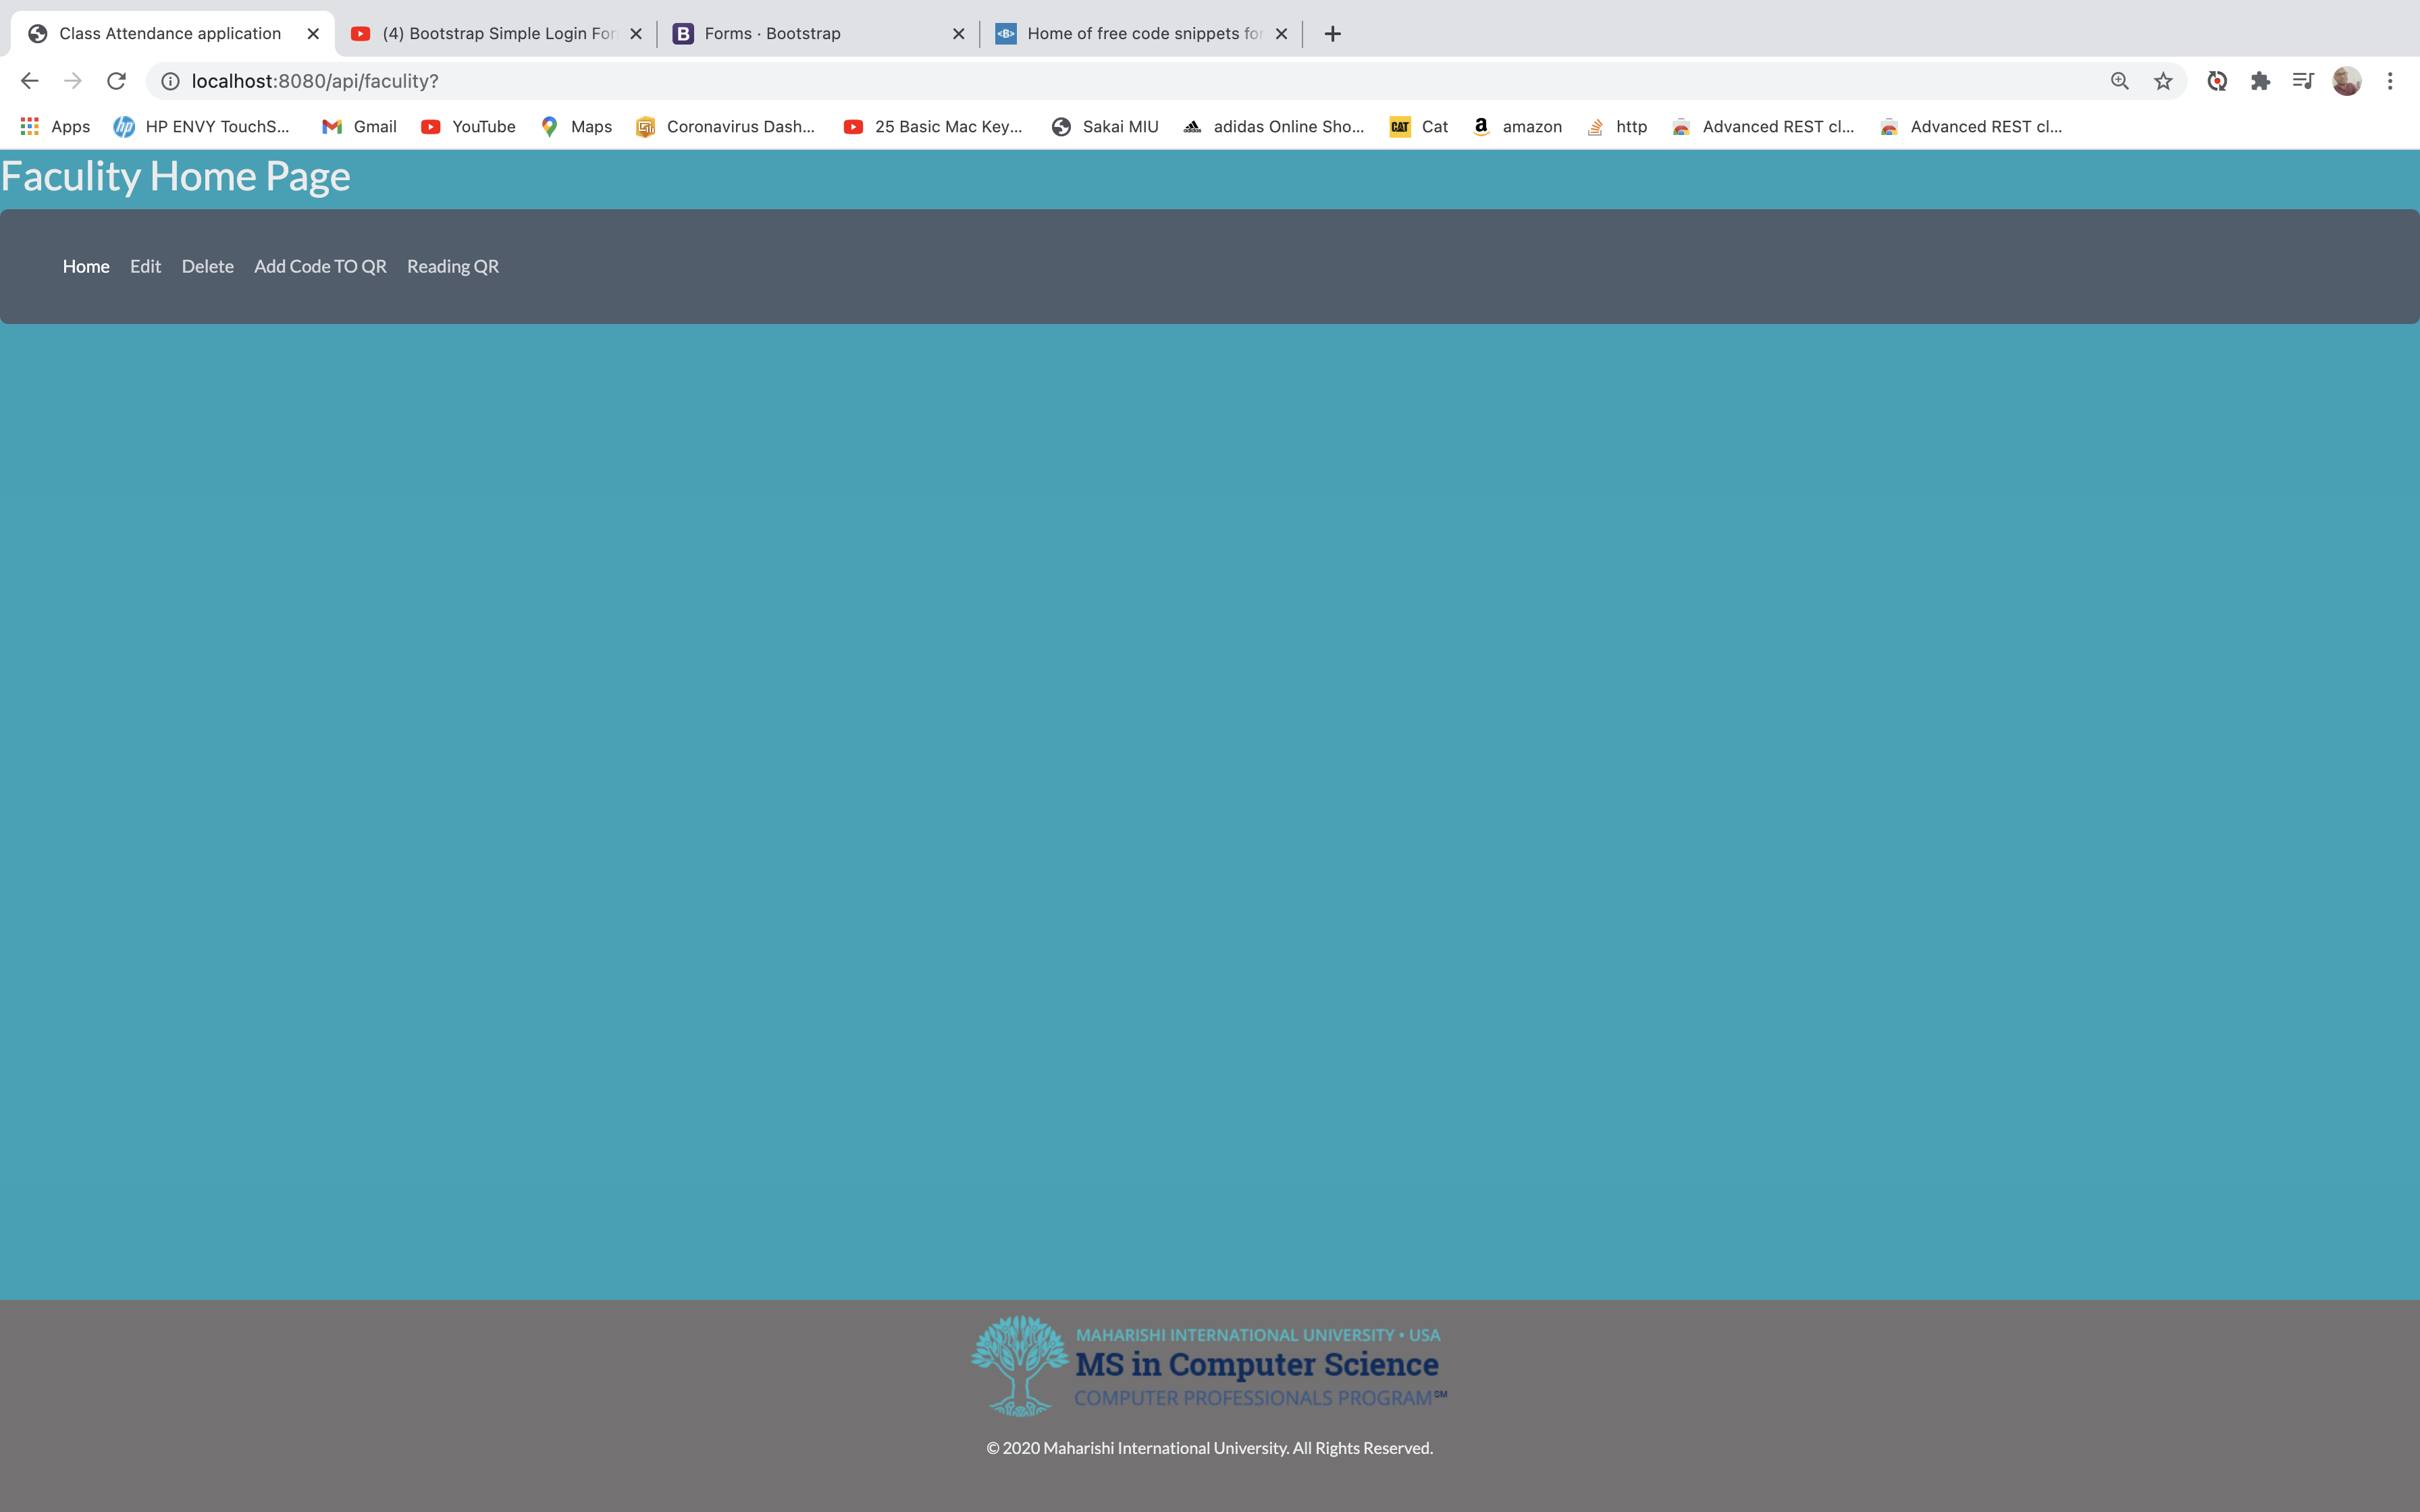 Class Attendance application
(4) Bootstrap Simple Login For
Forms · Bootstrap
Home of free code snippets for
localhost:8080/api/faculity?
Apps
HP ENVY TouchS...
Gmail
YouTube
Maps
Coronavirus Dash...
25 Basic Mac Key...
Sakai MIU
adidas Online Sho...
CAT Cat
amazon
http
Advanced REST cl...
Advanced REST cl...
Faculity Home Page
Home Edit Delete Add Code TO QR Reading QR
MAHARISHI INTERNATIONAL UNIVERSITY • USA
MS in Computer Science
COMPUTER PROFESSIONALS PROGRAM℠
© 2020 Maharishi International University. All Rights Reserved.